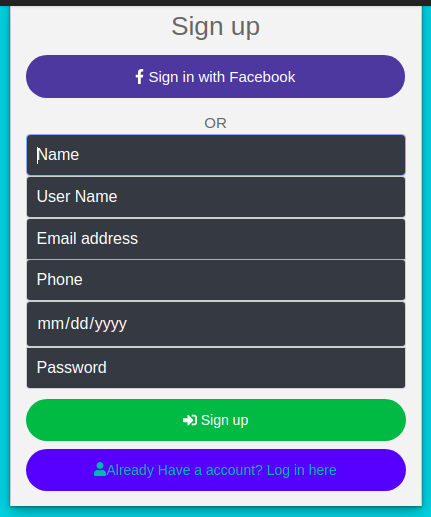 Sign up
Sign in with Facebook
OR
Name
User Name
Email address
Phone
mm/dd/yyyy
Password
Sign up
Already Have a account? Log in here